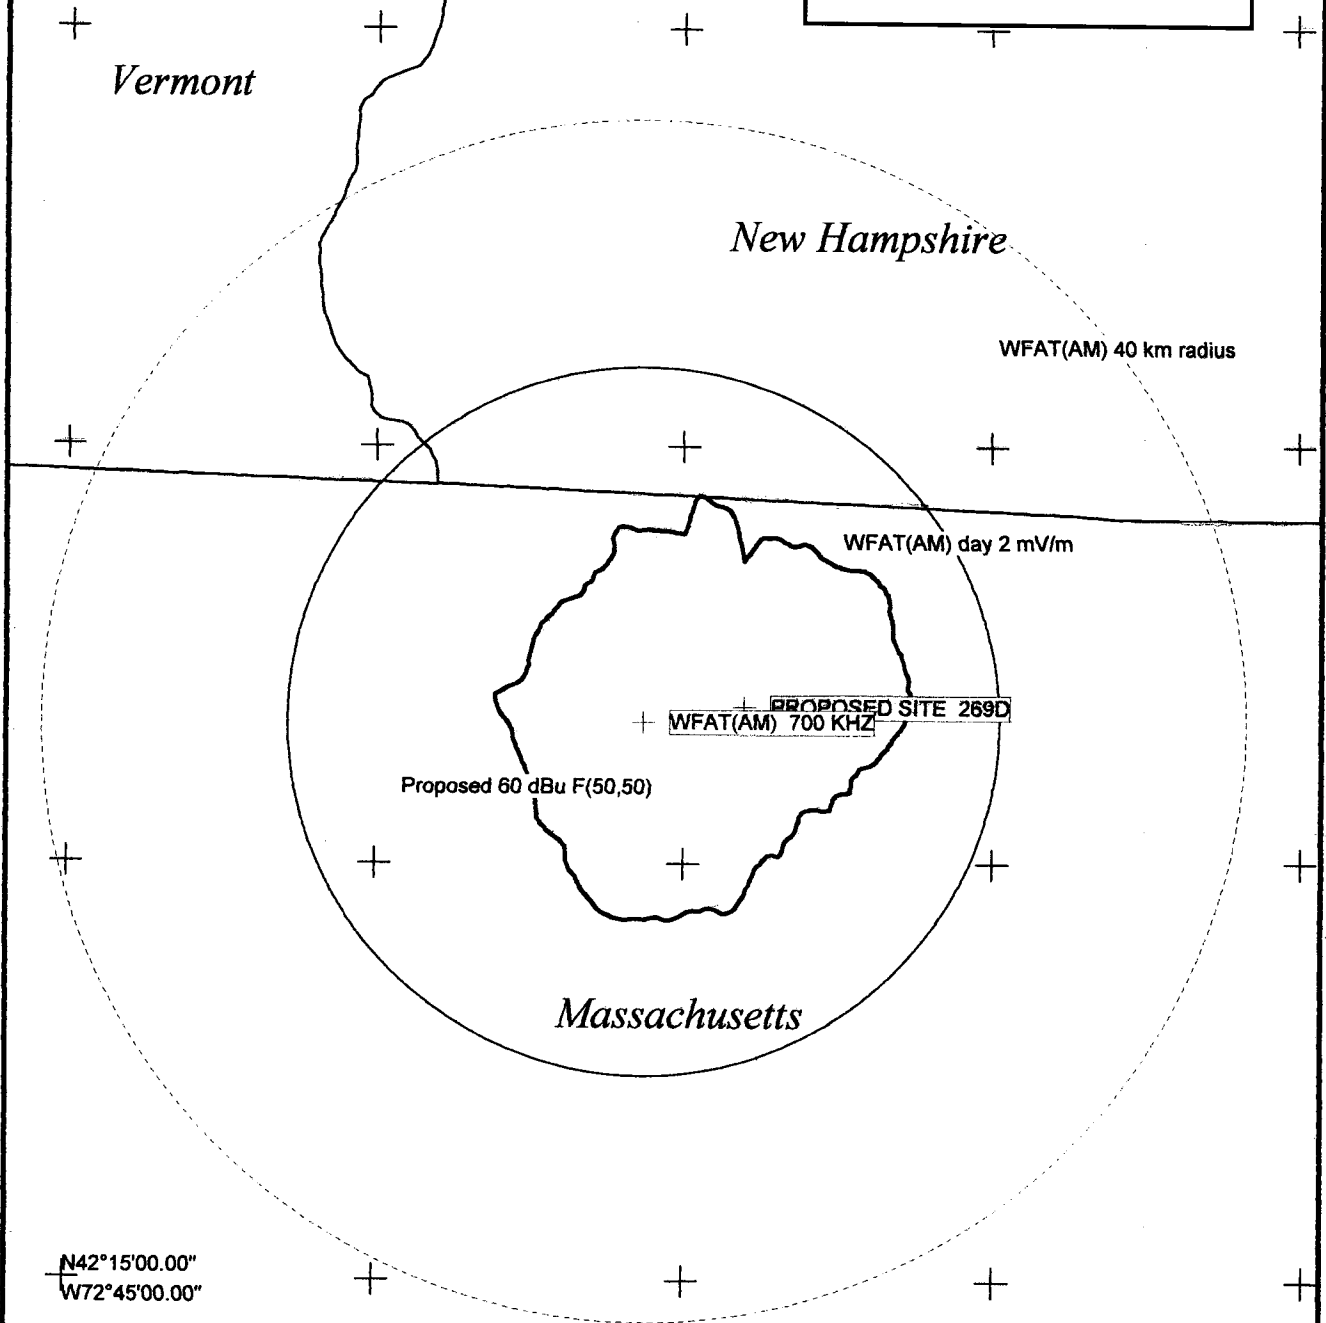 Vermont
New Hampshire
WFAT(AM) 40 km radius
WFAT(AM) day 2 mV/m
PROPOSED SITE 269D
WFAT(AM) 700 KHZ
Proposed 60 dBu F(50,50)
Massachusetts
N42°15'00.00"
W72°45'00.00"